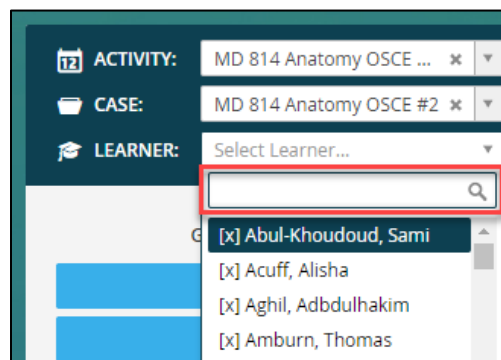 12 ACTIVITY: MD 814 Anatomy OSCE ... ×
CASE: MD 814 Anatomy OSCE #2 ×
LEARNER: Select Learner...
G
[x] Abul-Khoudoud, Sami
[x] Acuff, Alisha
[x] Aghil, Adbdulhakim
[x] Amburn, Thomas